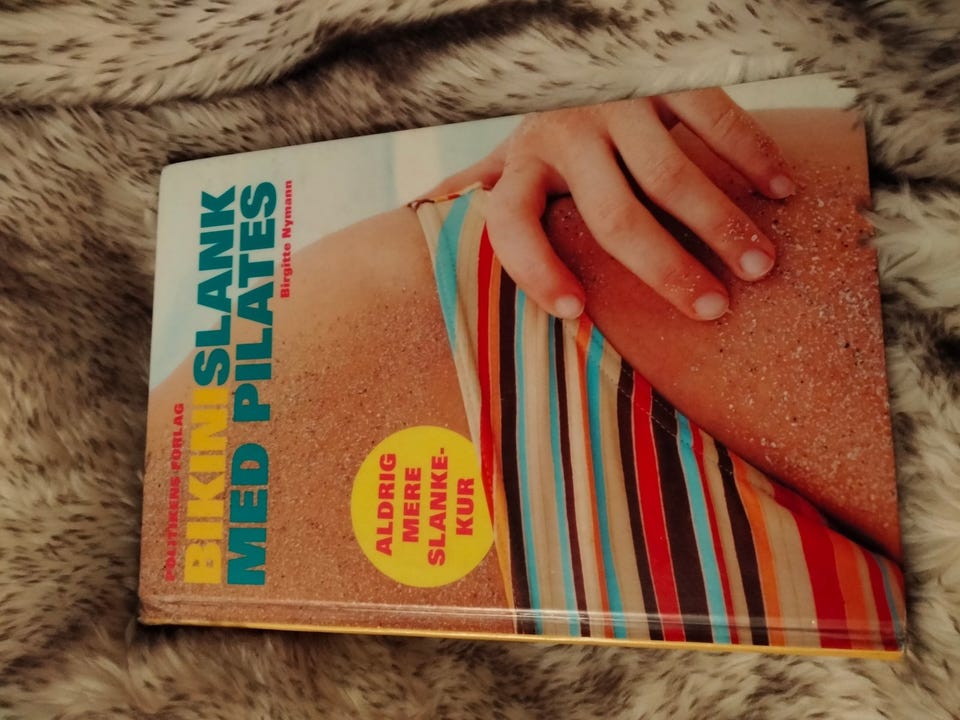 POLITIKENS FORLAG
BIKINISLANK
MED PILATES
Birgitte Nymann
ALDRIG
MERE
SLANKE-
KUR